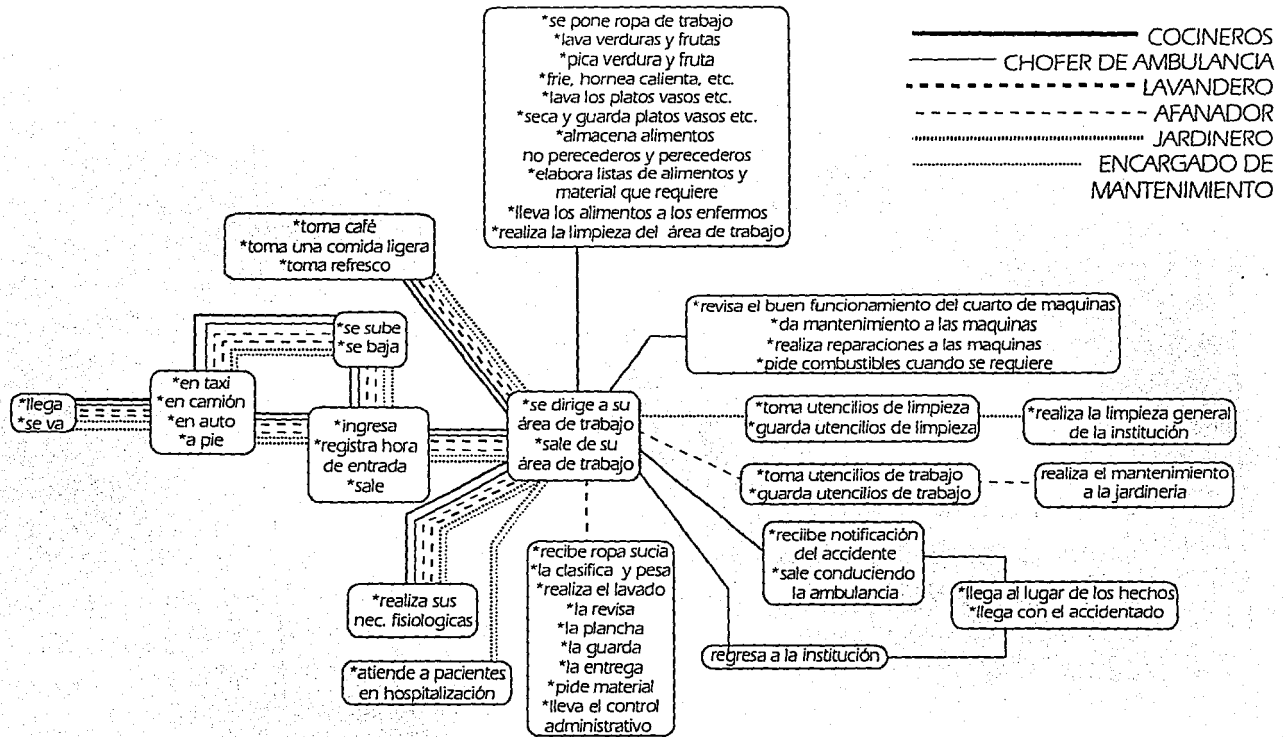 *se pone ropa de trabajo
*lava verduras y frutas
*pica verdura y fruta
*frie, hornea calienta, etc.
*lava los platos vasos etc.
*seca y guarda platos vasos etc.
*almacena alimentos
no perecederos y perecederos
*elabora listas de alimentos y
material que requiere
*lleva los alimentos a los enfermos
*realiza la limpieza del área de trabajo
COCINEROS
CHOFER DE AMBULANCIA
LAVANDERO
AFANADOR
JARDINERO
ENCARGADO DE
MANTENIMIENTO
*toma café
*toma una comida ligera
*toma refresco
*se sube
*se baja
*revisa el buen funcionamiento del cuarto de maquinas
*da mantenimiento a las maquinas
*realiza reparaciones a las maquinas
*pide combustibles cuando se requiere
*llega
*se va
*en taxi
*en camión
*en auto
*a pie
*ingresa
*registra hora
de entrada
*sale
*se dirige a su
área de trabajo
*sale de su
área de trabajo
*toma utencilios de limpieza
*guarda utencilios de limpieza
*realiza la limpieza general
de la institución
*toma utencilios de trabajo
*guarda utencilios de trabajo
realiza el mantenimiento
a la jardineria
*reciibe notificación
del accidente
*sale conduciendo
la ambulancia
*llega al lugar de los hechos
*llega con el accidentado
regresa a la institución
*realiza sus
nec. fisiologicas
*atiende a pacientes
en hospitalización
*recibe ropa sucia
*la clasifica y pesa
*realiza el lavado
*la revisa
*la plancha
*la guarda
*la entrega
*pide material
*lleva el control
administrativo